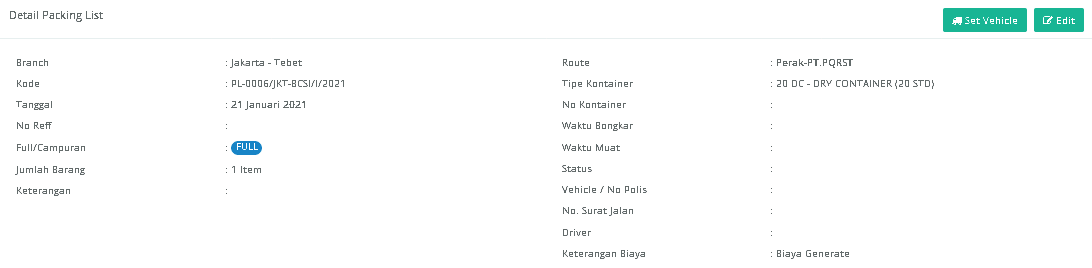 Detail Packing List
Set Vehicle
Edit
Branch : Jakarta - Tebet
Kode : PL-0006/JKT-BCSI/I/2021
Tanggal : 21 Januari 2021
No Reff :
Full/Campuran : FULL
Jumlah Barang : 1 Item
Keterangan :
Route : Perak-PT.PQRST
Tipe Kontainer : 20 DC - DRY CONTAINER (20 STD)
No Kontainer :
Waktu Bongkar :
Waktu Muat :
Status :
Vehicle / No Polis :
No. Surat Jalan :
Driver :
Keterangan Biaya : Biaya Generate